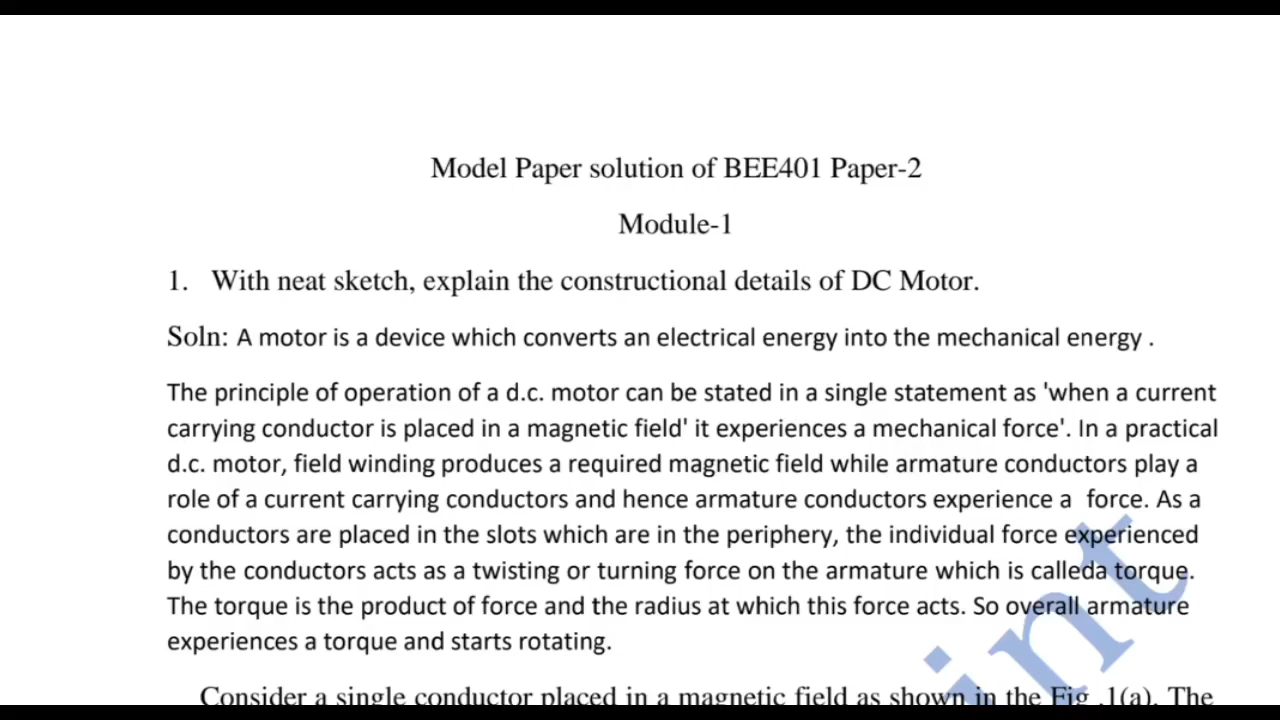 Model Paper solution of BEE401 Paper-2
Module-1
1. With neat sketch, explain the constructional details of DC Motor.
Soln: A motor is a device which converts an electrical energy into the mechanical energy .
The principle of operation of a d.c. motor can be stated in a single statement as 'when a current
carrying conductor is placed in a magnetic field' it experiences a mechanical force'. In a practical
d.c. motor, field winding produces a required magnetic field while armature conductors play a
role of a current carrying conductors and hence armature conductors experience a force. As a
conductors are placed in the slots which are in the periphery, the individual force experienced
by the conductors acts as a twisting or turning force on the armature which is calleda torque.
The torque is the product of force and the radius at which this force acts. So overall armature
experiences a torque and starts rotating.
Consider a single conductor placed in a magnetic field as shown in the Fig .1(a). The
int